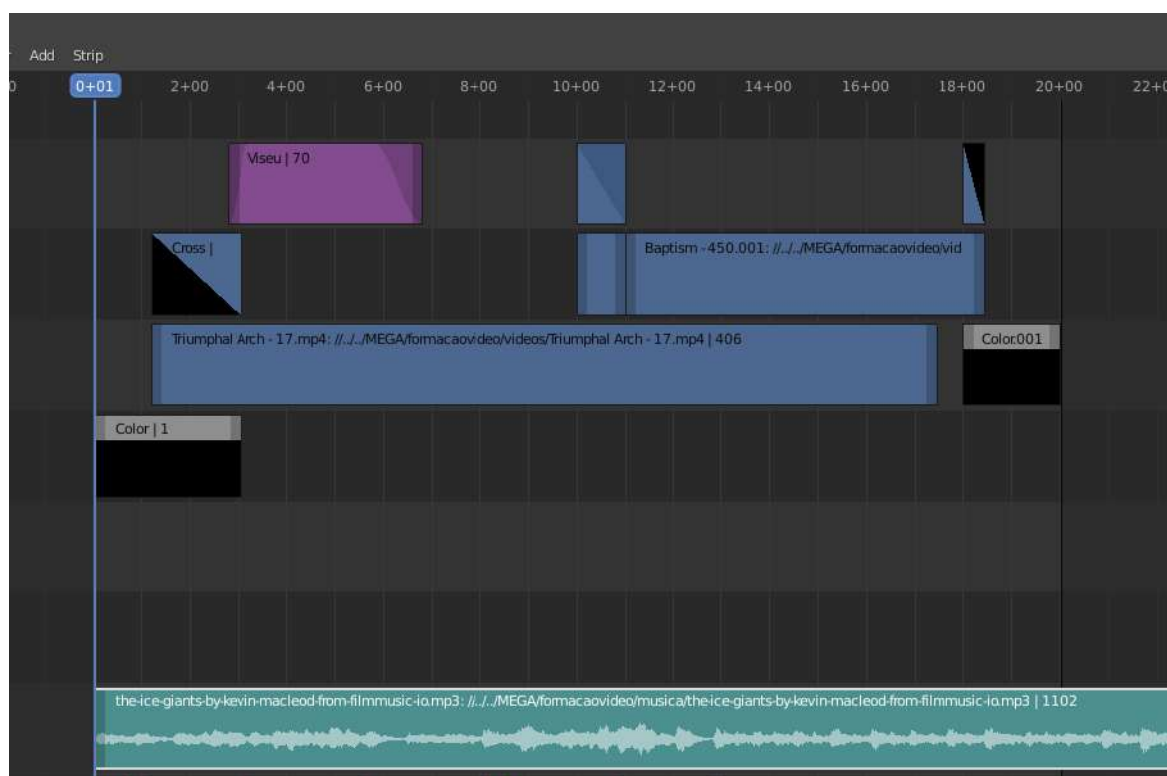 Add Strip
0+01 2+00 4+00 6+00 8+00 10+00 12+00 14+00 16+00 18+00 20+00
Viseu | 70
Cross |
Baptism - 450.001: //../../MEGA/formacaovideo/vid
Triumphal Arch - 17.mp4: //../../MEGA/formacaovideo/videos/Triumphal Arch - 17.mp4 | 406
Color.001
Color | 1
the-ice-giants-by-kevin-macleod-from-filmmusic-io.mp3: //../../MEGA/formacaovideo/musica/the-ice-giants-by-kevin-macleod-from-filmmusic-io.mp3 | 1102